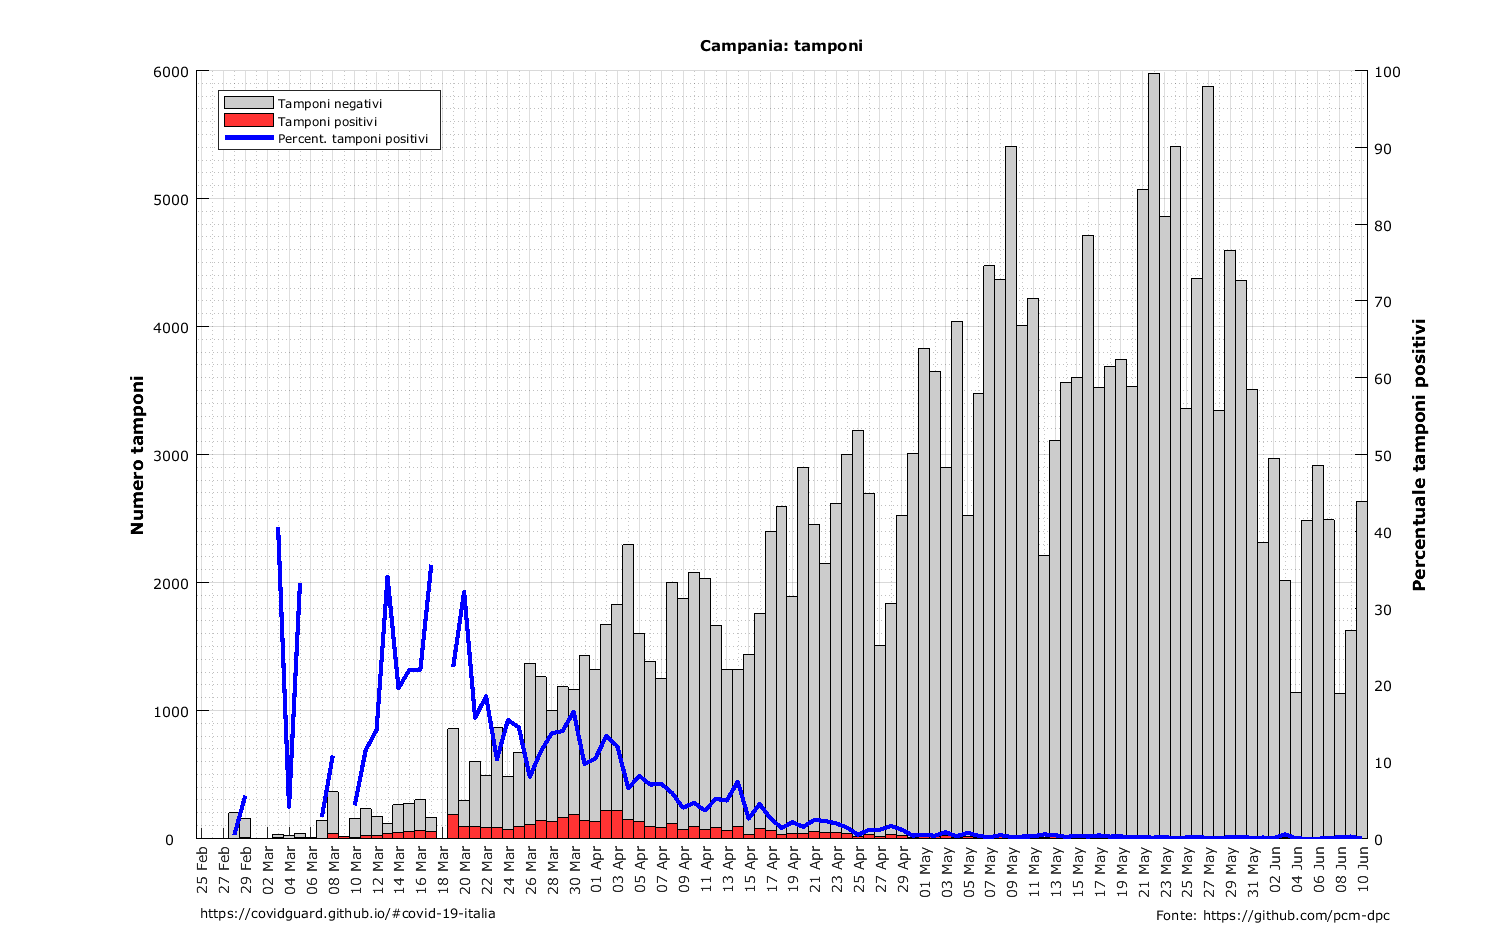 Campania: tamponi
Tamponi negativi
Tamponi positivi
Percent. tamponi positivi
Numero tamponi
6000
5000
4000
3000
2000
1000
0
Percentuale tamponi positivi
100
90
80
70
60
50
40
30
20
10
0
25 Feb
27 Feb
29 Feb
02 Mar
04 Mar
06 Mar
08 Mar
10 Mar
12 Mar
14 Mar
16 Mar
18 Mar
20 Mar
22 Mar
24 Mar
26 Mar
28 Mar
30 Mar
01 Apr
03 Apr
05 Apr
07 Apr
09 Apr
11 Apr
13 Apr
15 Apr
17 Apr
19 Apr
21 Apr
23 Apr
25 Apr
27 Apr
29 Apr
01 May
03 May
05 May
07 May
09 May
11 May
13 May
15 May
17 May
19 May
21 May
23 May
25 May
27 May
29 May
31 May
02 Jun
04 Jun
06 Jun
08 Jun
10 Jun
https://covidguard.github.io/#covid-19-italia
Fonte: https://github.com/pcm-dpc